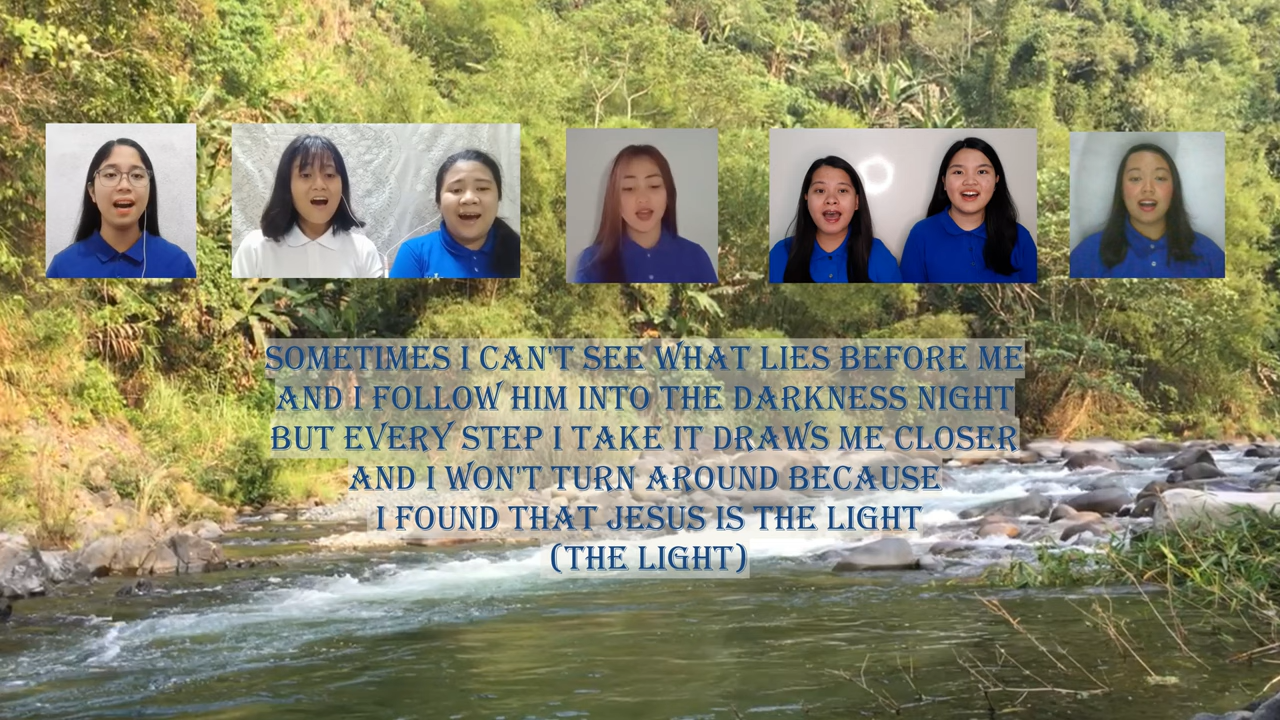 SOMETIMES I CAN'T SEE WHAT LIES BEFORE ME
AND I FOLLOW HIM INTO THE DARKNESS NIGHT
BUT EVERY STEP I TAKE IT DRAWS ME CLOSER
AND I WON'T TURN AROUND BECAUSE
I FOUND THAT JESUS IS THE LIGHT
(THE LIGHT)